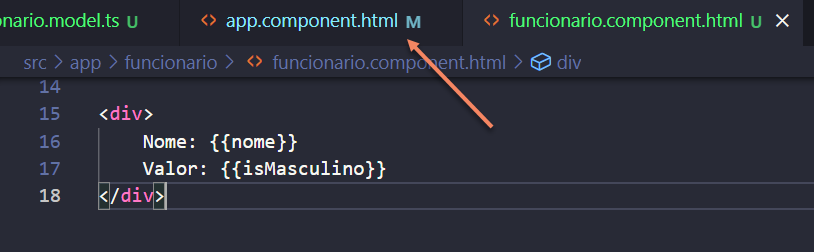 onario.model.ts U <> app.component.html M <> funcionario.component.html U ×
src > app > funcionario > <> funcionario.component.html > div
14
15 <div>
16 Nome: {{nome}}
17 Valor: {{isMasculino}}
18 </div>